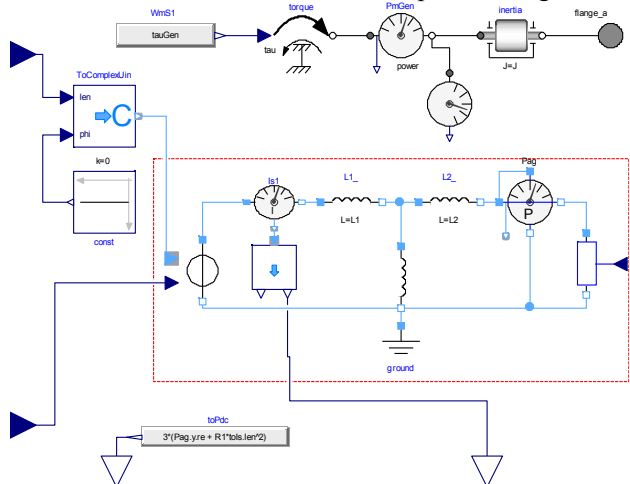 WmS1
torque
PmGen
inertia
flange_a
tauGen
tau
power
J=J
ToComplexUin
len
C
phi
k=0
const
Is1
L1_
L2_
Pag
I
L=L1
L=L2
P
ground
toPdc
3*(Pag.y.re + R1*toIs.len^2)